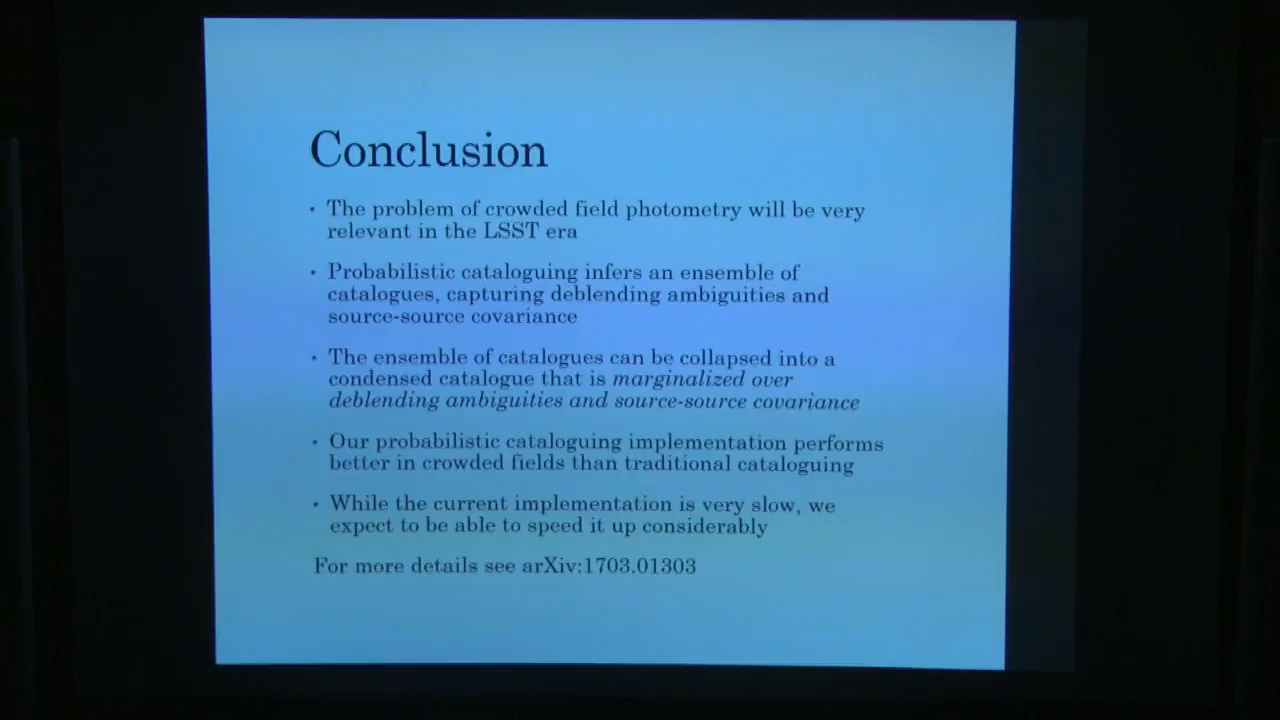 Conclusion
• The problem of crowded field photometry will be very
relevant in the LSST era
• Probabilistic cataloguing infers an ensemble of
catalogues, capturing deblending ambiguities and
source-source covariance
• The ensemble of catalogues can be collapsed into a
condensed catalogue that is marginalized over
deblending ambiguities and source-source covariance
• Our probabilistic cataloguing implementation performs
better in crowded fields than traditional cataloguing
• While the current implementation is very slow, we
expect to be able to speed it up considerably
For more details see arXiv:1703.01303